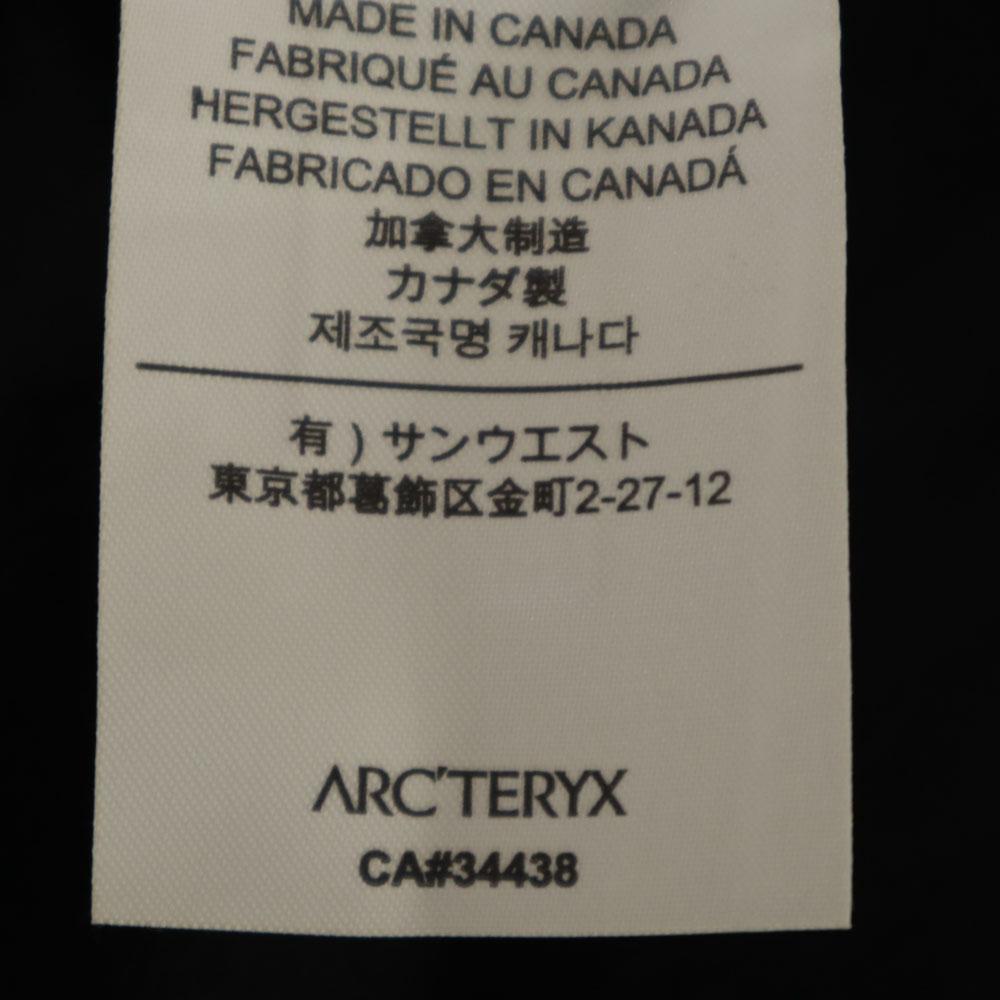 MADE IN CANADA
FABRIQUÉ AU CANADA
HERGESTELLT IN KANADA
FABRICADO EN CANADÁ
加拿大制造
カナダ製
제조국명 캐나다
有）サンウエスト
東京都葛飾区金町2-27-12
ARC'TERYX
CA#34438